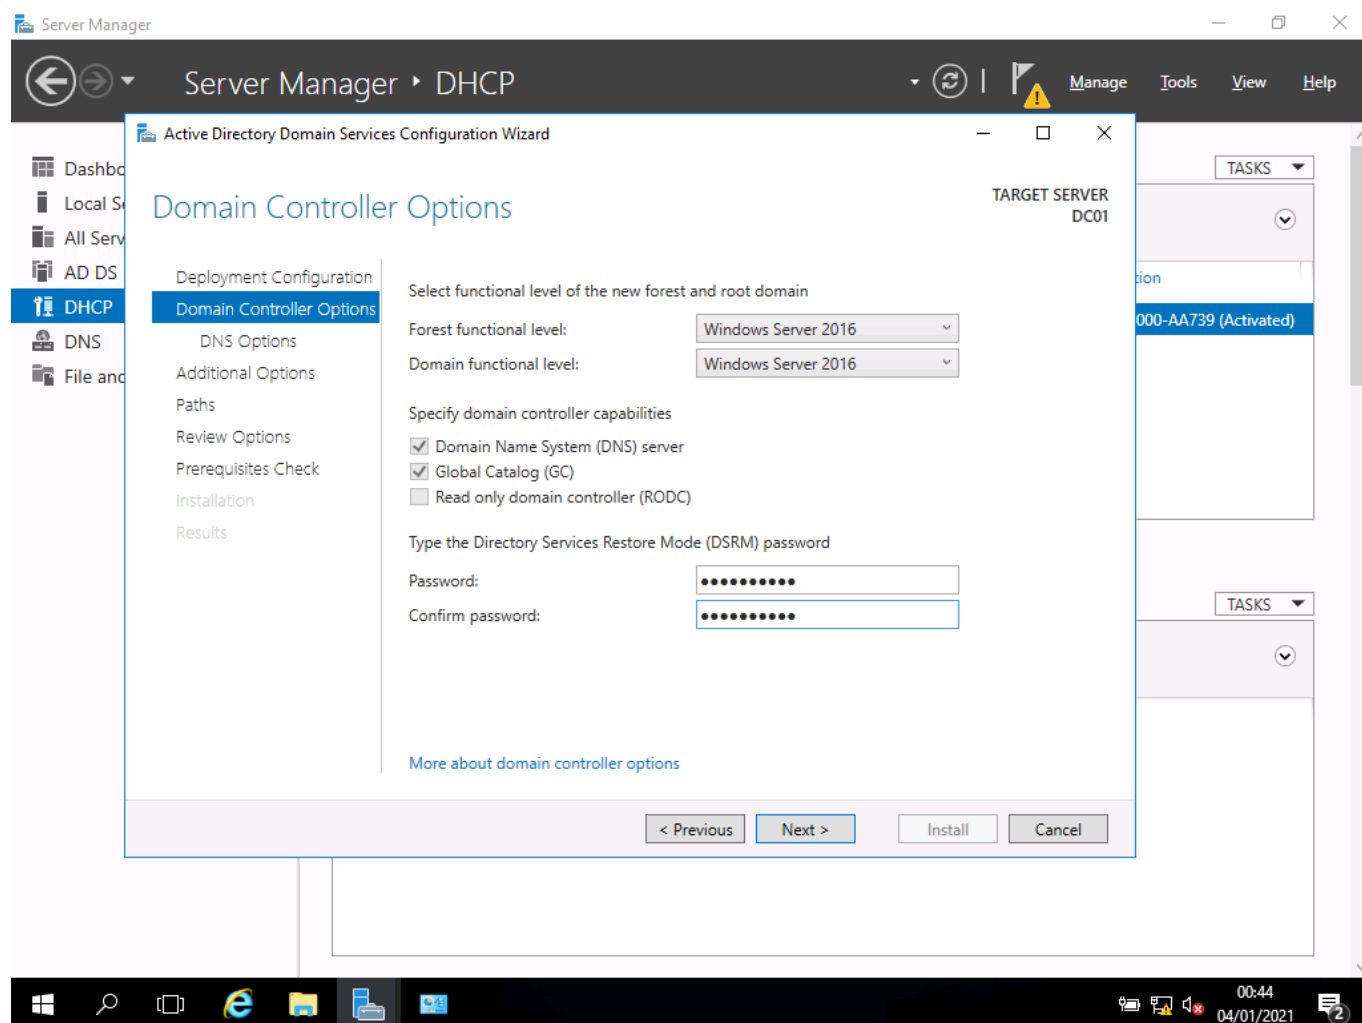 Server Manager
Server Manager ‣ DHCP
Manage Tools View Help
Active Directory Domain Services Configuration Wizard
TASKS
Domain Controller Options
TARGET SERVER
DC01
Local
AD DS
DHCP
DNS
File and
tion
000-AA739 (Activated)
Deployment Configuration
Domain Controller Options
DNS Options
Additional Options
Paths
Review Options
Prerequisites Check
Installation
Results
Select functional level of the new forest and root domain
Forest functional level: Windows Server 2016
Domain functional level: Windows Server 2016
Specify domain controller capabilities
Domain Name System (DNS) server
Global Catalog (GC)
Read only domain controller (RODC)
Type the Directory Services Restore Mode (DSRM) password
Password: ••••••••••
Confirm password: ••••••••••
TASKS
More about domain controller options
< Previous Next > Install Cancel
00:44
04/01/2021
2